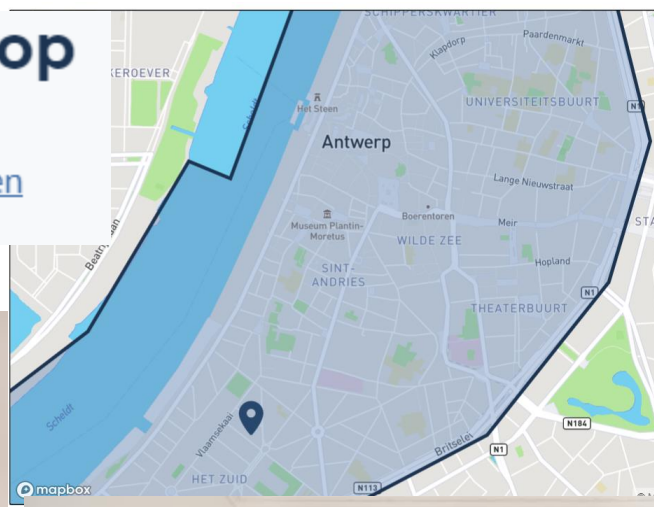 op
en
SCHIPPERSKWARTIER
Paardenmarkt
Klapdorp
KEROEVER
UNIVERSITEITSBUURT
N1
Het Steen
Scheldt
Antwerp
Lange Nieuwstraat
STA
Boerentoren
Meir
Museum Plantin-
Moretus
WILDE ZEE
Hopland
SINT-
ANDRIES
N1
THEATERBUURT
Scheldt
Vlaamsekaai
N184
Britselei
N1
HET ZUID
N113
mapbox